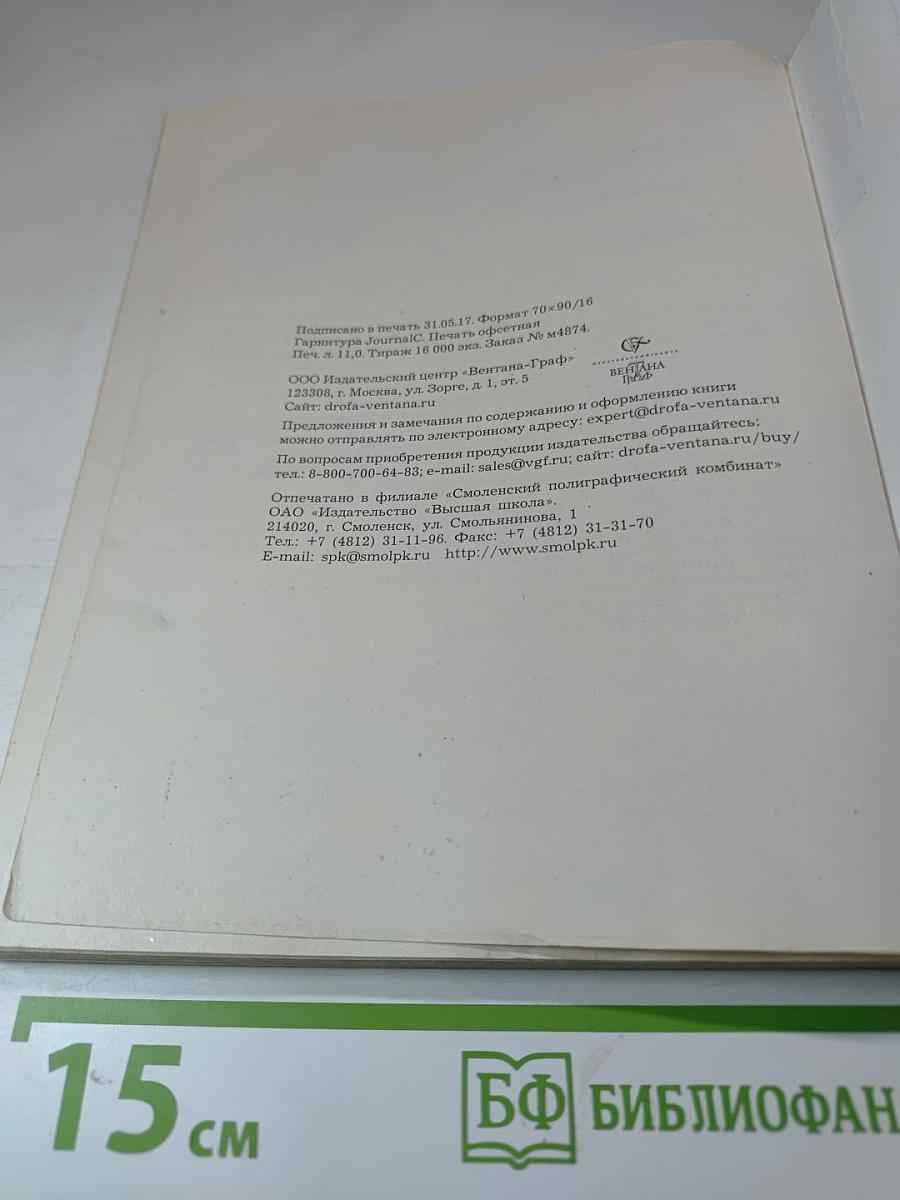 Подписано в печать 31.05.17. Формат 70×90/16
Гарнитура JournalC. Печать офсетная
Печ. л. 11,0. Тираж 16 000 экз. Заказ № м4874.
ООО Издательский центр «Вентана-Граф»
123308, г. Москва, ул. Зорге, д. 1, эт. 5
Сайт: drofa-ventana.ru
ВЕНТАНА
ГРАФ
Предложения и замечания по содержанию и оформлению книги
можно отправлять по электронному адресу: expert@drofa-ventana.ru
По вопросам приобретения продукции издательства обращайтесь:
тел.: 8-800-700-64-83; e-mail: sales@vgf.ru; сайт: drofa-ventana.ru/buy/
Отпечатано в филиале «Смоленский полиграфический комбинат»
ОАО «Издательство «Высшая школа».
214020, г. Смоленск, ул. Смольянинова, 1
Тел.: +7 (4812) 31-11-96. Факс: +7 (4812) 31-31-70
E-mail: spk@smolpk.ru http://www.smolpk.ru
15 см
БФ БИБЛИОФАН